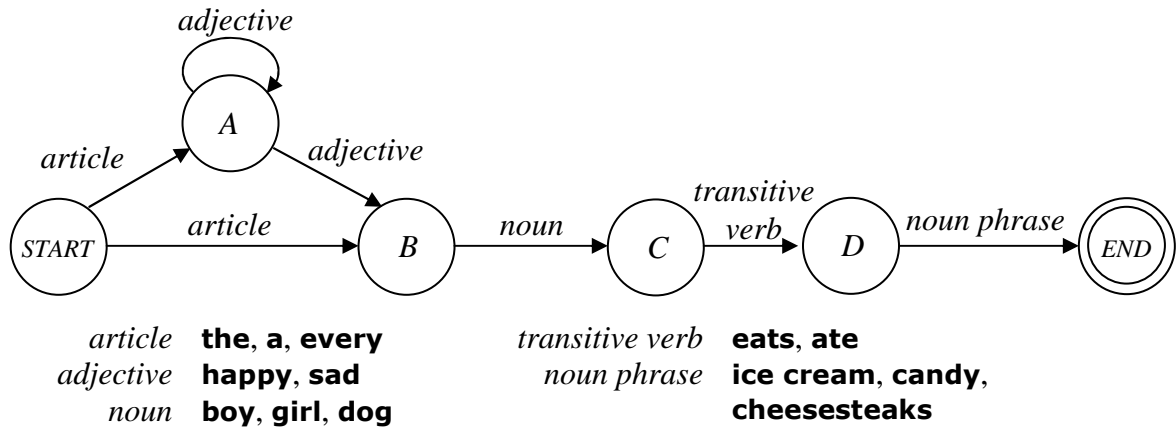 adjective
A
article
adjective
transitive
verb
article
noun
noun phrase
START
B
C
D
END
article the, a, every
adjective happy, sad
noun boy, girl, dog
transitive verb eats, ate
noun phrase ice cream, candy,
cheesesteaks